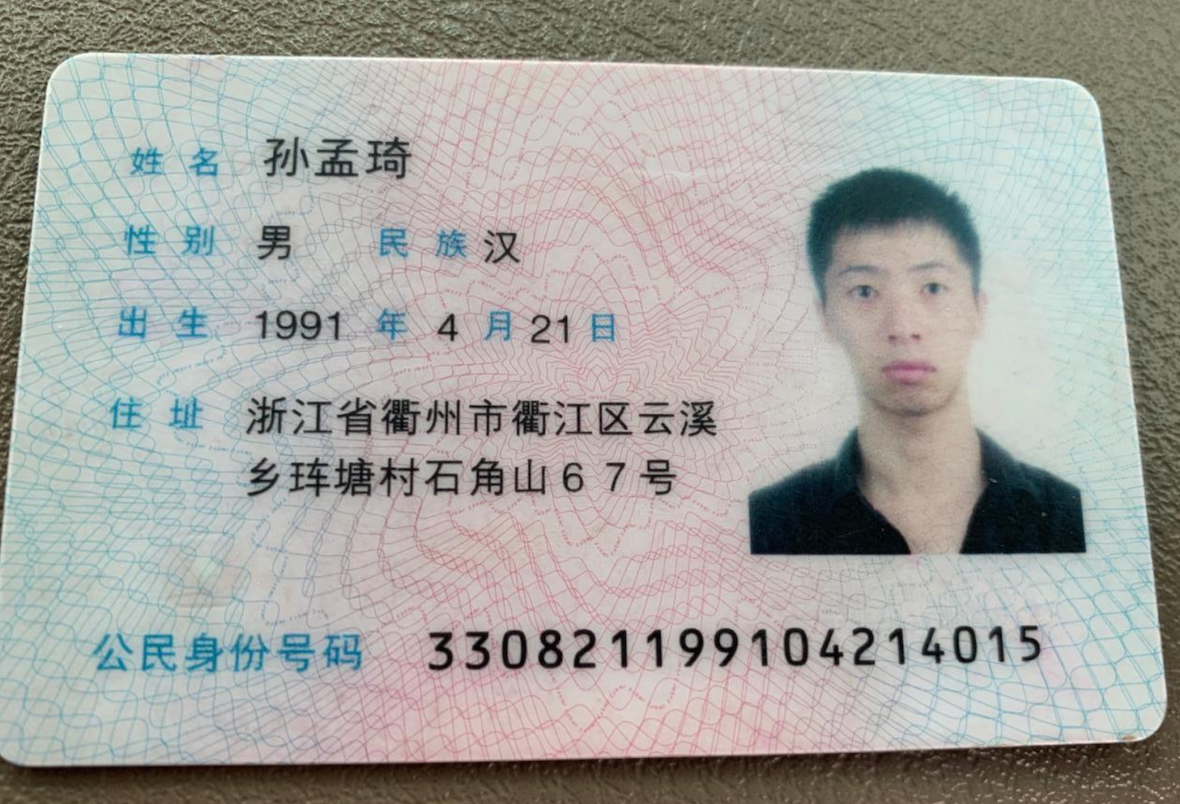 姓名 孙孟琦
性别 男 民族 汉
出生 1991 年 4 月 21 日
住址 浙江省衢州市衢江区云溪
乡珄塘村石角山67号
公民身份号码 330821199104214015